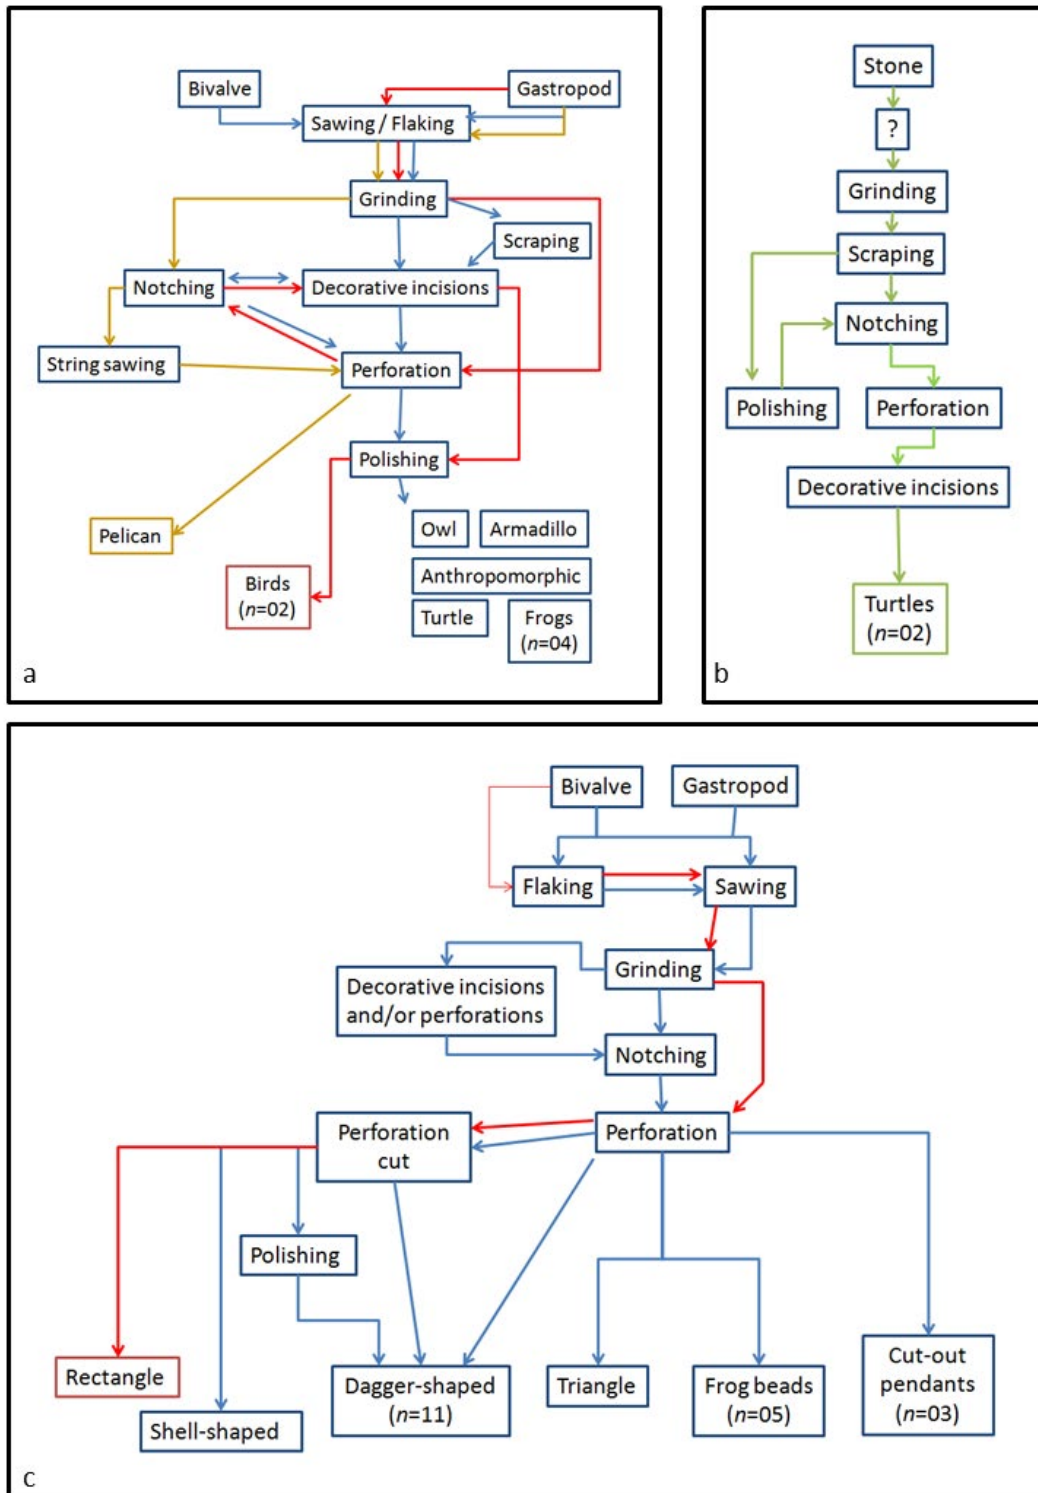 Bivalve
Gastropod
Sawing / Flaking
Grinding
Scraping
Notching
Decorative incisions
String sawing
Perforation
Polishing
Pelican
Owl
Armadillo
Anthropomorphic
Birds
(n=02)
Turtle
Frogs
(n=04)
a
Stone
?
Grinding
Scraping
Notching
Polishing
Perforation
Decorative incisions
Turtles
(n=02)
b
Bivalve
Gastropod
Flaking
Sawing
Grinding
Decorative incisions
and/or perforations
Notching
Perforation
cut
Perforation
Polishing
Rectangle
Shell-shaped
Dagger-shaped
(n=11)
Triangle
Frog beads
(n=05)
Cut-out
pendants
(n=03)
c